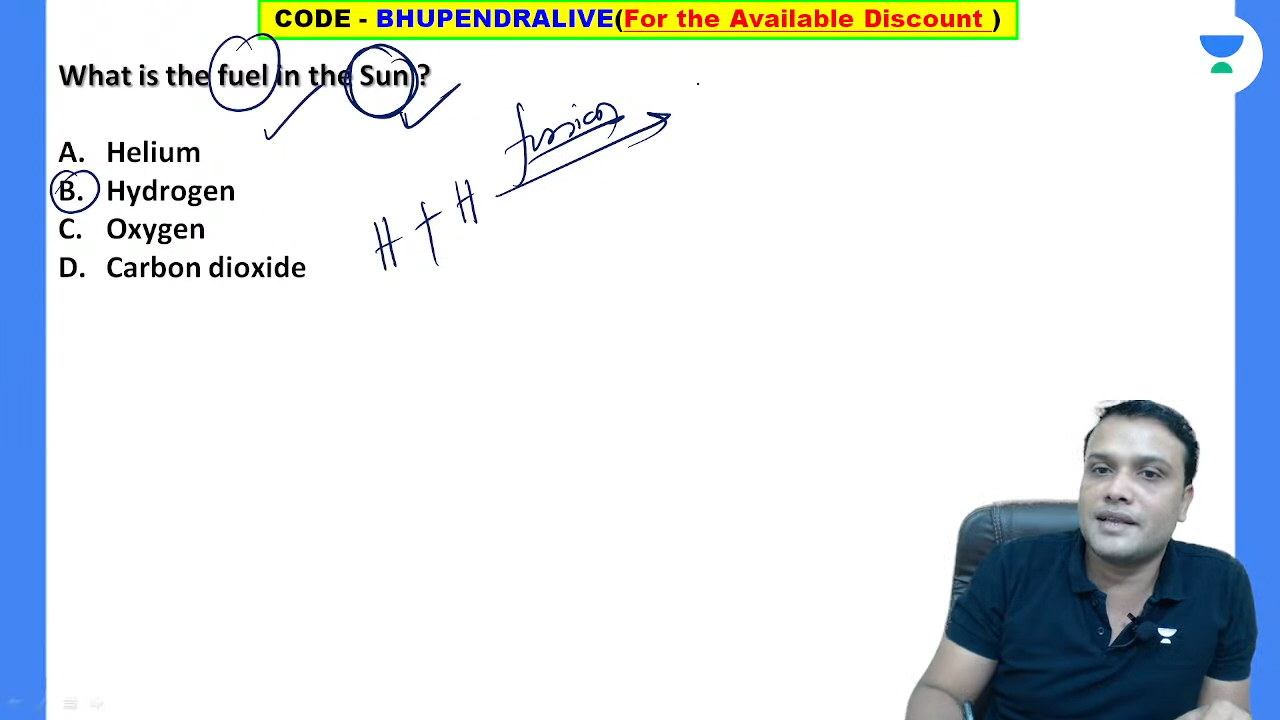 CODE - BHUPENDRALIVE(For the Available Discount )
What is the fuel in the Sun ?
A. Helium
B. Hydrogen
C. Oxygen
D. Carbon dioxide
fusion
H + H